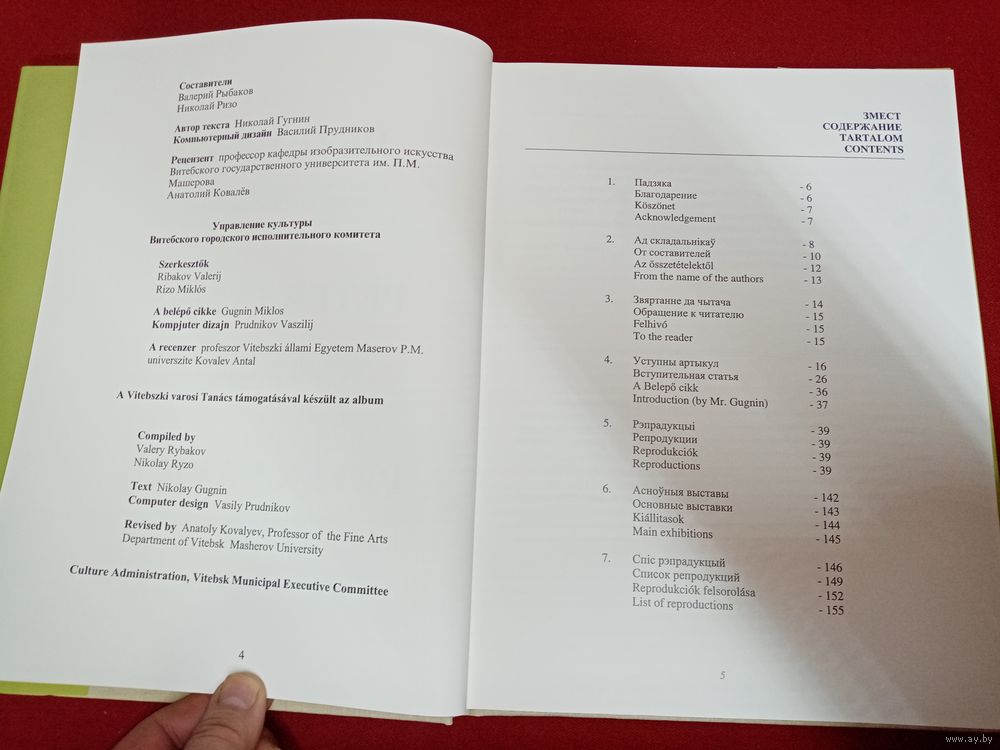 Составители
Валерий Рыбаков
Николай Ризо
Автор текста Николай Гугнин
Компьютерный дизайн Василий Прудников
Рецензент профессор кафедры изобразительного искусства
Витебского государственного университета им. П.М.
Машерова
Анатолий Ковалёв
Управление культуры
Витебского городского исполнительного комитета
Szerkesztők
Ribakov Valerij
Rizo Miklós
A belépő cikke Gugnin Miklos
Kompjuter dizajn Prudnikov Vaszilij
A recenzer profeszor Vitebszki állami Egyetem Maserov P.M.
universzite Kovalev Antal
A Vitebszki varosi Tanács támogatásával készült az album
Compiled by
Valery Rybakov
Nikolay Ryzo
Text Nikolay Gugnin
Computer design Vasily Prudnikov
Revised by Anatoly Kovalyev, Professor of the Fine Arts
Department of Vitebsk Masherov University
Culture Administration, Vitebsk Municipal Executive Committee
4
ЗМЕСТ
СОДЕРЖАНИЕ
TARTALOM
CONTENTS
1. Падзяка - 6
Благодарение - 6
Köszönet - 7
Acknowledgement - 7
2. Ад складальнікаў - 8
От составителей - 10
Az összetételektől - 12
From the name of the authors - 13
3. Звяртанне да чытача - 14
Обращение к читателю - 15
Felhivó - 15
To the reader - 15
4. Уступны артыкул - 16
Вступительная статья - 26
A Belepő cikk - 36
Introduction (by Mr. Gugnin) - 37
5. Рэпрадукцыі - 39
Репродукции - 39
Reprodukciók - 39
Reproductions - 39
6. Асноўныя выставы - 142
Основные выставки - 143
Kiállitasok - 144
Main exhibitions - 145
7. Спіс рэпрадукцый - 146
Список репродукций - 149
Reprodukciók felsorolása - 152
List of reproductions - 155
5
www.ay.by